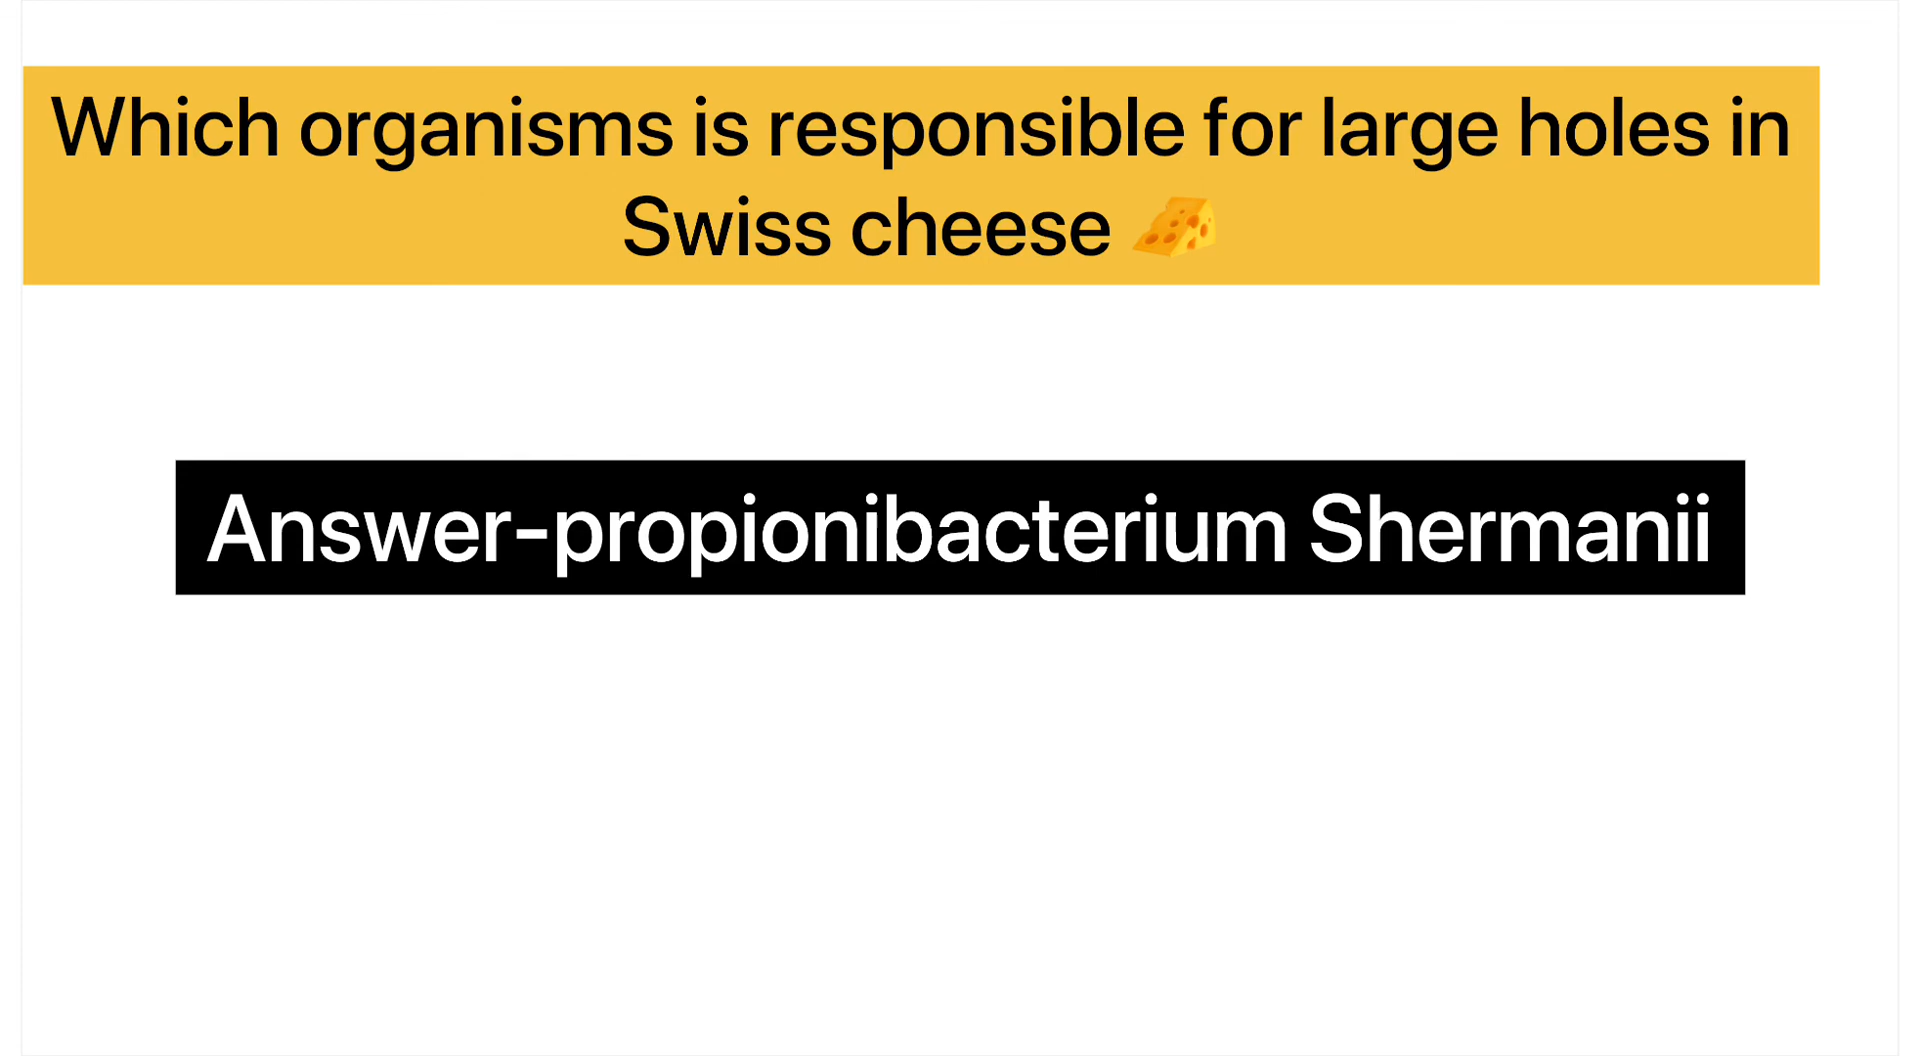 Which organisms is responsible for large holes in
Swiss cheese 🧀
Answer-propionibacterium Shermanii